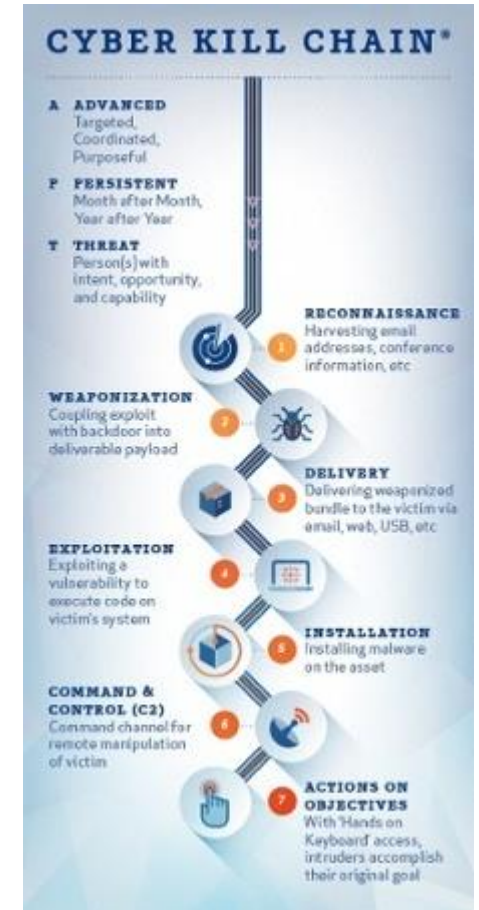 CYBER KILL CHAIN®
A ADVANCED
Targeted,
Coordinated,
Purposeful
P PERSISTENT
Month after Month,
Year after Year
T THREAT
Person(s) with
intent, opportunity,
and capability
1
RECONNAISSANCE
Harvesting email
addresses, conference
information, etc
WEAPONIZATION
Coupling exploit
with backdoor into
deliverable payload
2
3
DELIVERY
Delivering weaponized
bundle to the victim via
email, web, USB, etc
EXPLOITATION
Exploiting a
vulnerability to
execute code on
victim's system
4
5
INSTALLATION
Installing malware
on the asset
COMMAND &
CONTROL (C2)
Command channel for
remote manipulation
of victim
6
7
ACTIONS ON
OBJECTIVES
With 'Hands on
Keyboard' access,
intruders accomplish
their original goal